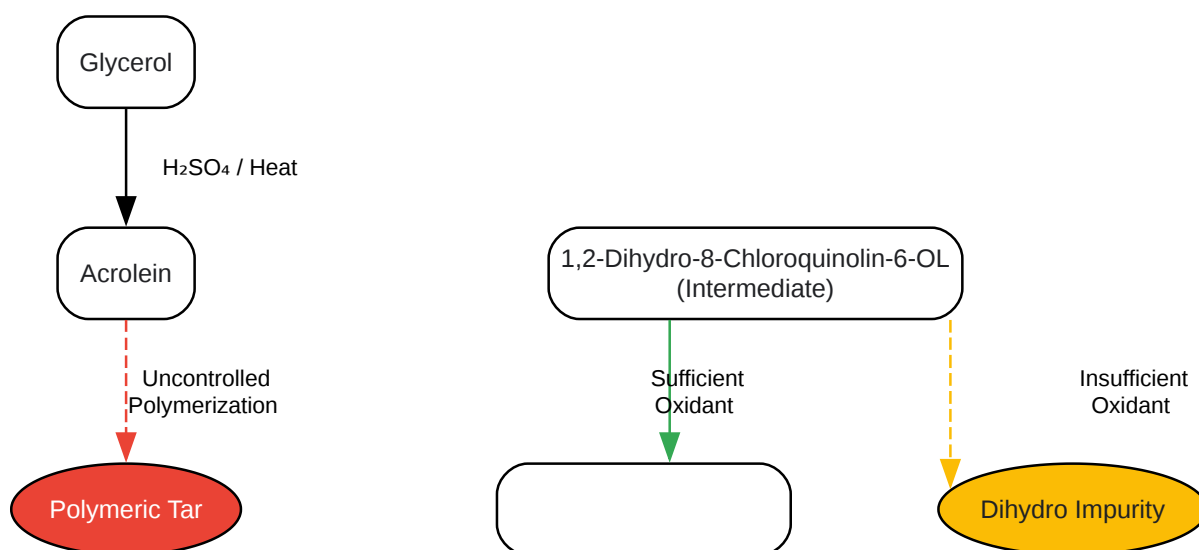 Glycerol
H₂SO₄ / Heat
Acrolein
1,2-Dihydro-8-Chloroquinolin-6-OL
(Intermediate)
Uncontrolled
Polymerization
Sufficient
Oxidant
Insufficient
Oxidant
Polymeric Tar
Dihydro Impurity